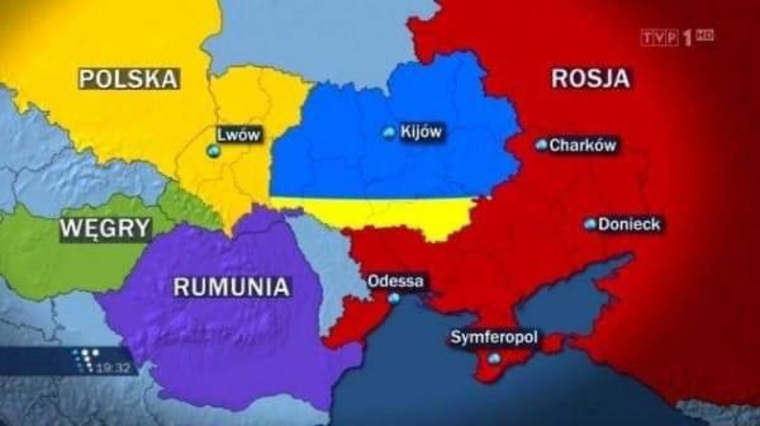 TVP 1 HD
POLSKA
ROSJA
Lwów
Kijów
Charków
WĘGRY
Donieck
RUMUNIA
Odessa
Symferopol
19:32